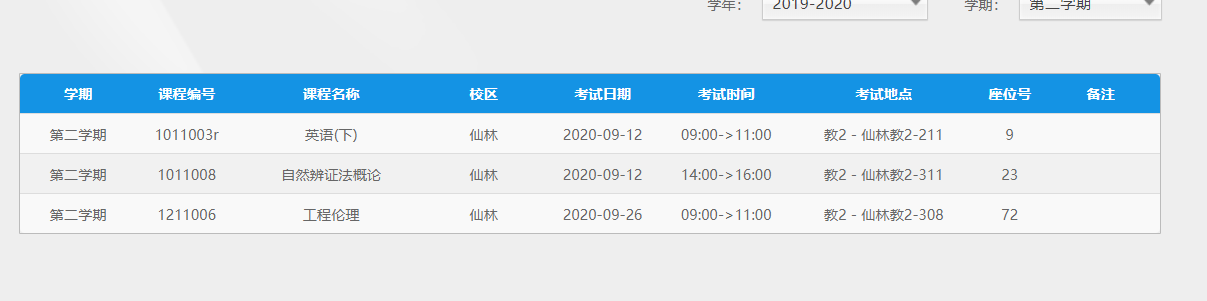 学年： 2019-2020 学期： 第二学期
学期 课程编号 课程名称 校区 考试日期 考试时间 考试地点 座位号 备注
第二学期 1011003r 英语(下) 仙林 2020-09-12 09:00->11:00 教2 - 仙林教2-211 9
第二学期 1011008 自然辨证法概论 仙林 2020-09-12 14:00->16:00 教2 - 仙林教2-311 23
第二学期 1211006 工程伦理 仙林 2020-09-26 09:00->11:00 教2 - 仙林教2-308 72